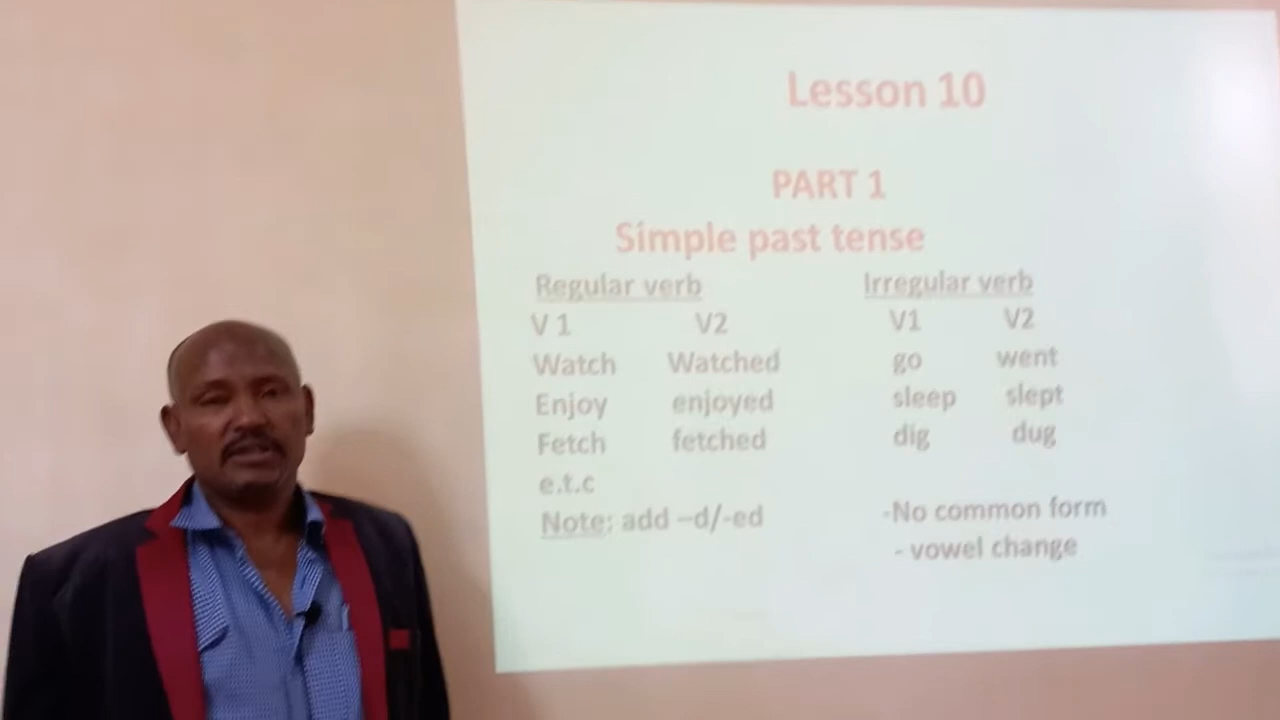 Lesson 10
PART 1
Simple past tense
Regular verb Irregular verb
V 1 V2 V1 V2
Watch Watched go went
Enjoy enjoyed sleep slept
Fetch fetched dig dug
e.t.c
Note: add –d/-ed -No common form
- vowel change